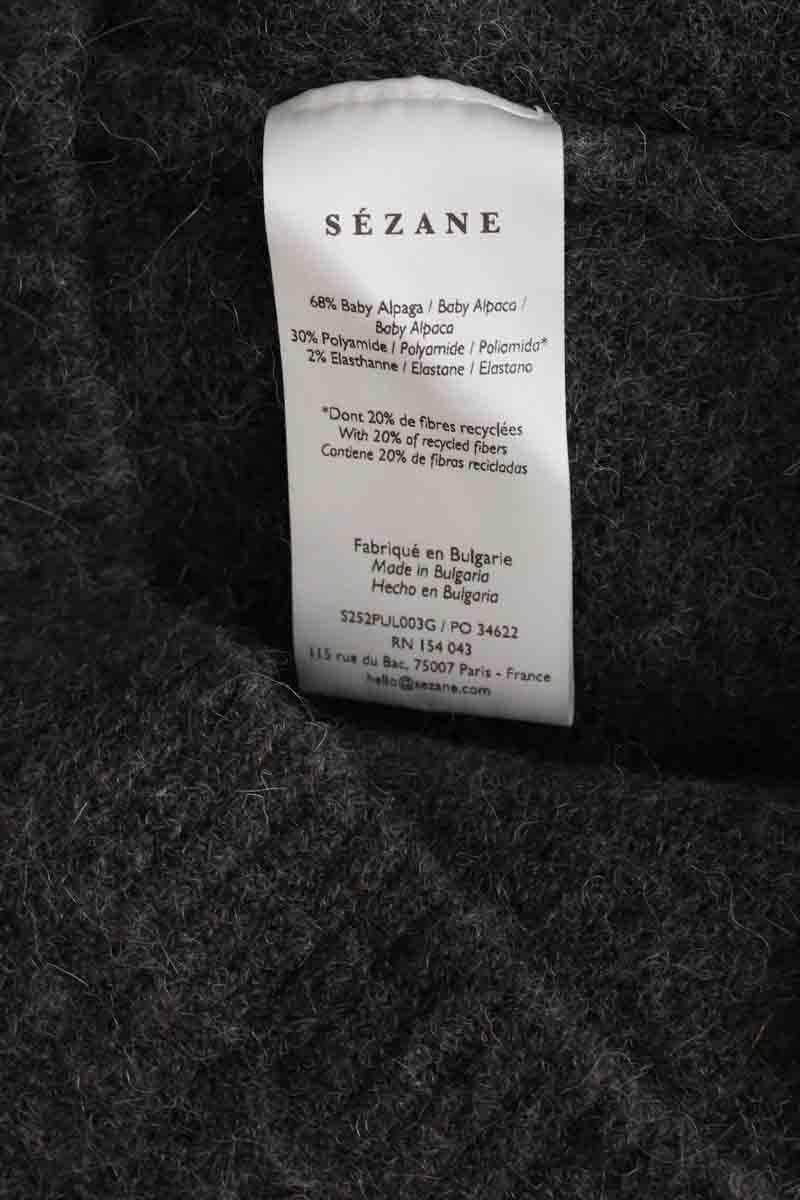 SÉZANE
68% Baby Alpaga / Baby Alpaca /
Baby Alpaca
30% Polyamide / Polyamide / Poliamida*
2% Elasthanne / Elastane / Elastano
*Dont 20% de fibres recyclées
With 20% of recycled fibers
Contiene 20% de fibras recicladas
Fabriqué en Bulgarie
Made in Bulgaria
Hecho en Bulgaria
S252PUL003G / PO 34622
RN 154 043
115 rue du Bac, 75007 Paris - France
hello@sezane.com